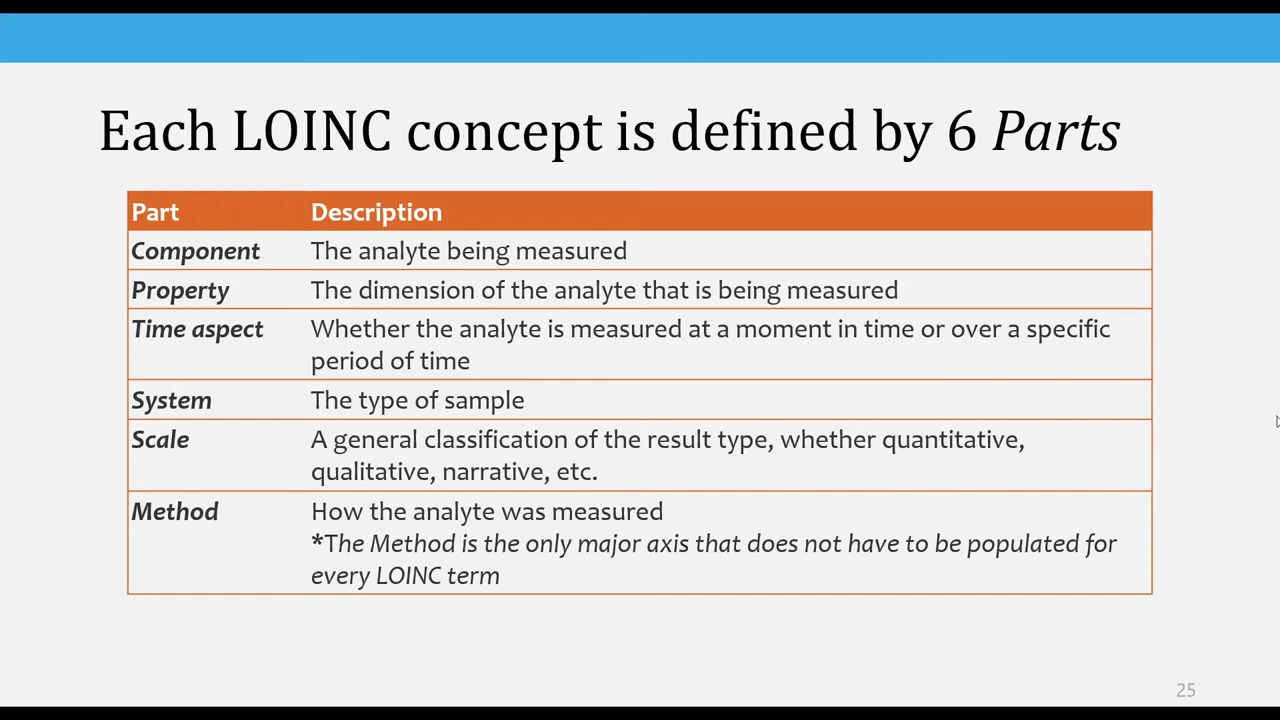 Each LOINC concept is defined by 6 Parts
Part Description
Component The analyte being measured
Property The dimension of the analyte that is being measured
Time aspect Whether the analyte is measured at a moment in time or over a specific
period of time
System The type of sample
Scale A general classification of the result type, whether quantitative,
qualitative, narrative, etc.
Method How the analyte was measured
*The Method is the only major axis that does not have to be populated for
every LOINC term
25